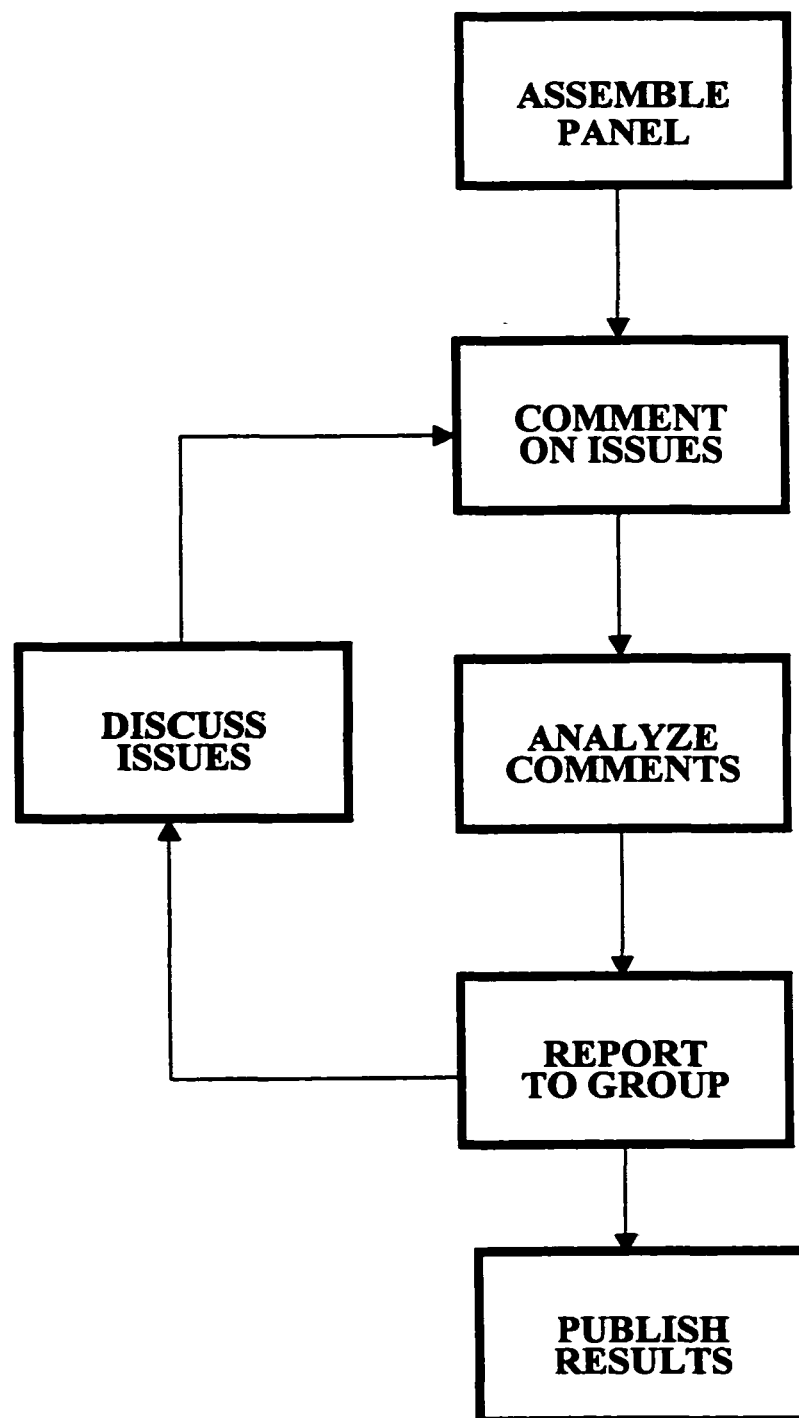 ASSEMBLE
PANEL
COMMENT
ON ISSUES
DISCUSS
ISSUES
ANALYZE
COMMENTS
REPORT
TO GROUP
PUBLISH
RESULTS